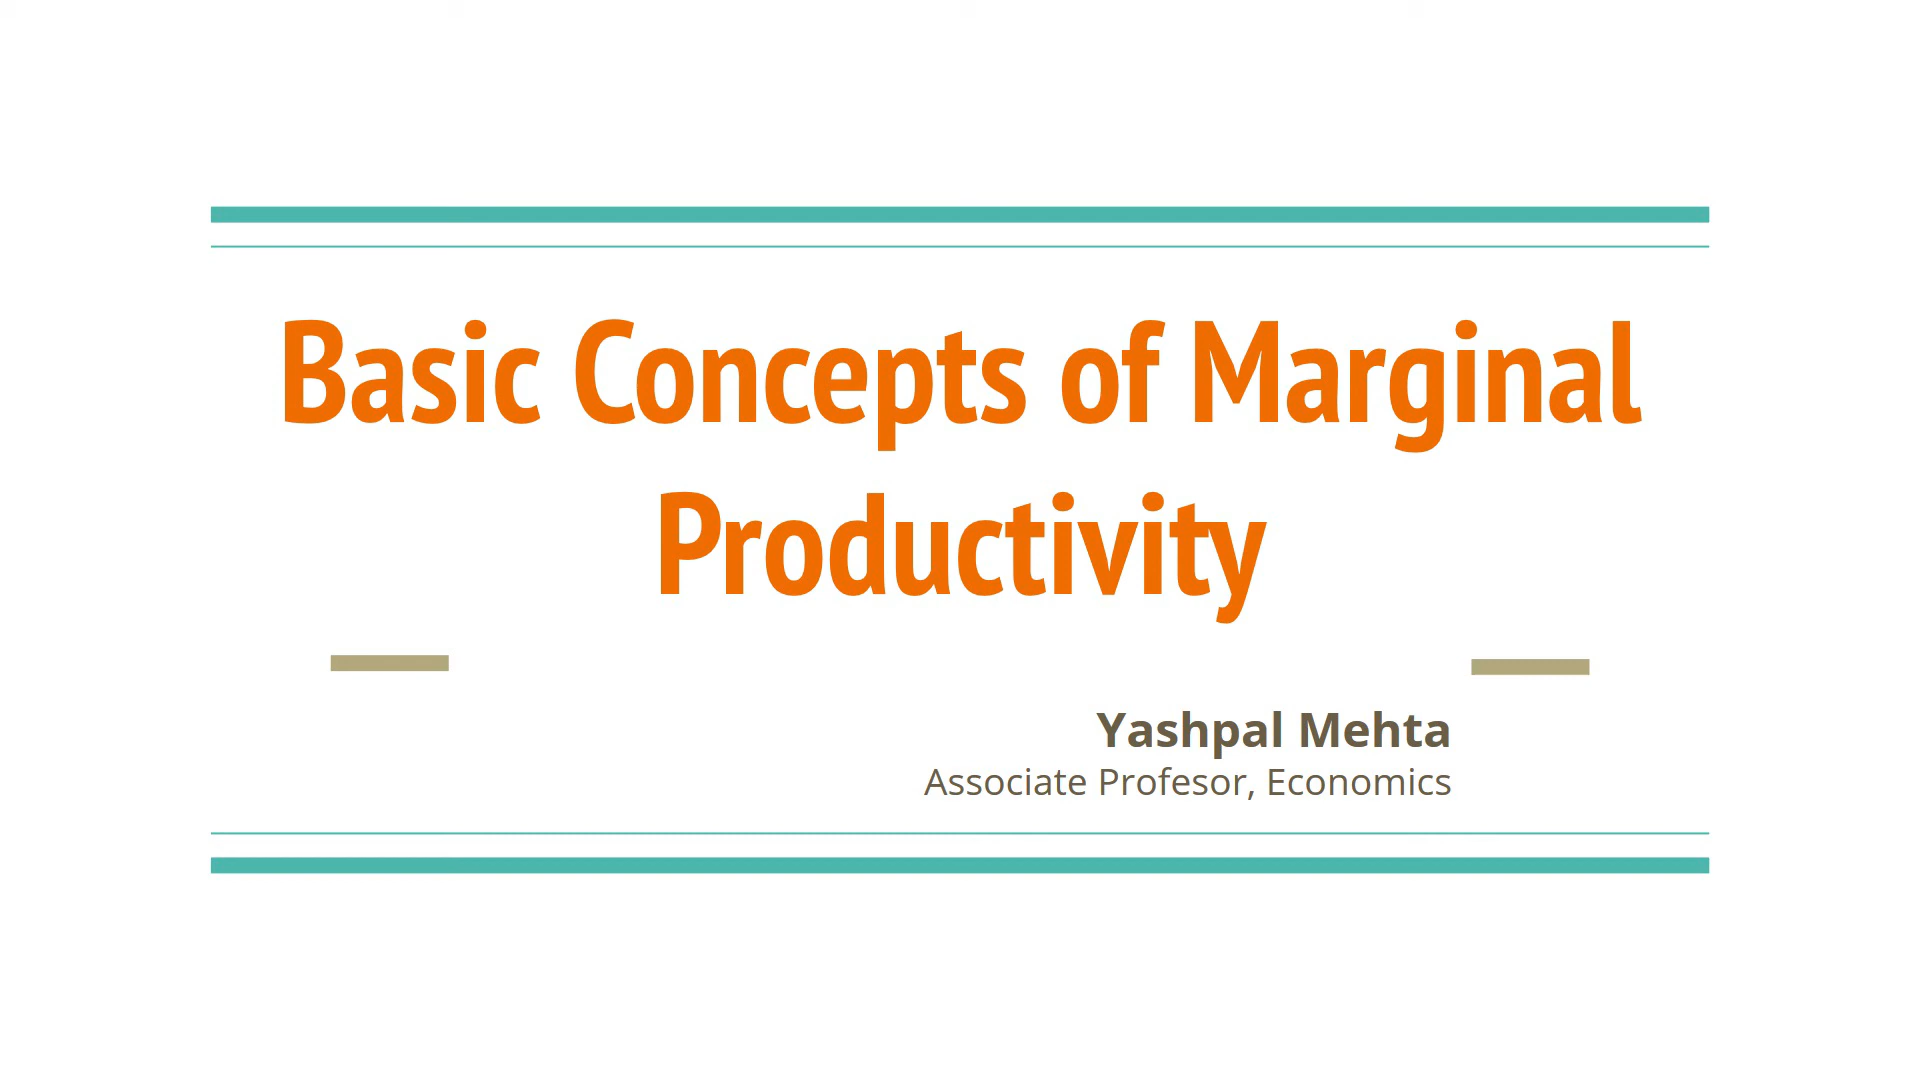 Basic Concepts of Marginal
Productivity
Yashpal Mehta
Associate Profesor, Economics